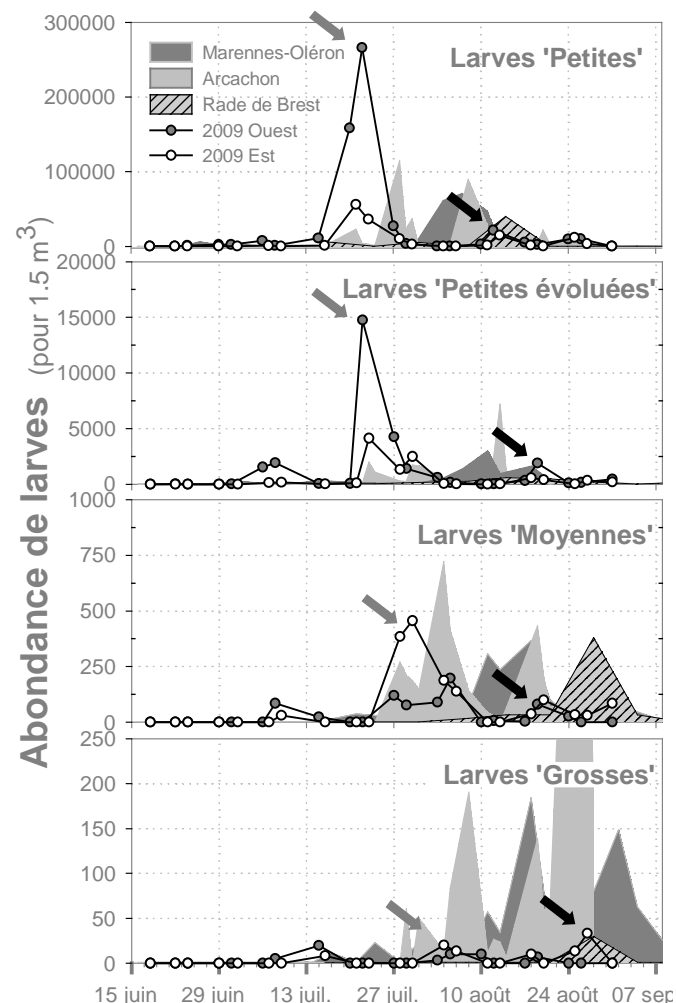 Abondance de larves (pour 1.5 m³)
300000
200000
100000
0
Larves 'Petites'
Marennes-Oléron
Arcachon
Rade de Brest
2009 Ouest
2009 Est
20000
15000
10000
5000
0
Larves 'Petites évoluées'
1000
750
500
250
0
Larves 'Moyennes'
250
200
150
100
50
0
Larves 'Grosses'
15 juin 29 juin 13 juil. 27 juil. 10 août 24 août 07 sep